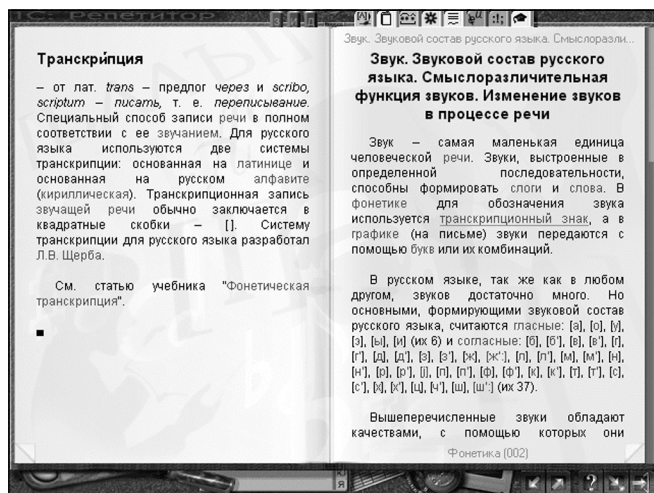 1С: Репетитор
Транскри́пция
– от лат. trans – предлог через и scribo,
scriptum – писать, т. е. переписывание.
Специальный способ записи речи в полном
соответствии с ее звучанием. Для русского
языка используются две системы
транскрипции: основанная на латинице и
основанная на русском алфавите
(кириллическая). Транскрипционная запись
звучащей речи обычно заключается в
квадратные скобки – []. Систему
транскрипции для русского языка разработал
Л.В. Щерба.
См. статью учебника "Фонетическая
транскрипция".
Звук. Звуковой состав русского языка. Смыслоразли...
Звук. Звуковой состав русского
языка. Смыслоразличительная
функция звуков. Изменение звуков
в процессе речи
Звук – самая маленькая единица
человеческой речи. Звуки, выстроенные в
определенной последовательности,
способны формировать слоги и слова. В
фонетике для обозначения звука
используется транскрипционный знак, а в
графике (на письме) звуки передаются с
помощью букв или их комбинаций.
В русском языке, так же как в любом
другом, звуков достаточно много. Но
основными, формирующими звуковой состав
русского языка, считаются гласные: [а], [о], [у],
[э], [ы], [и] (их 6) и согласные: [б], [б'], [в], [в'], [г],
[г'], [д], [д'], [з], [з'], [ж], [ж':], [л], [л'], [м], [м'], [н],
[н'], [р], [р'], [j], [п], [п'], [ф], [ф'], [к], [к'], [т], [т'], [с],
[с'], [х], [х'], [ц], [ч'], [ш], [ш':] (их 37).
Вышеперечисленные звуки обладают
качествами, с помощью которых они
Фонетика (002)